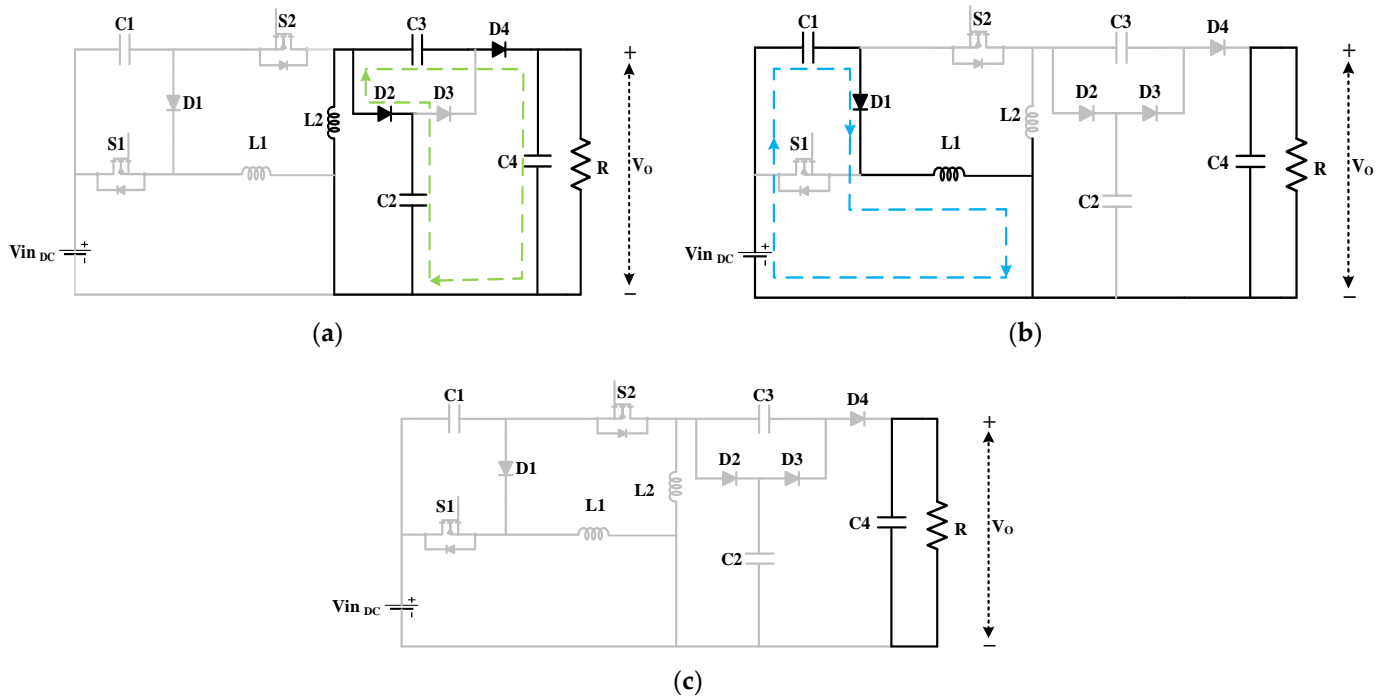 C1 S2 C3 D4
+
D1 D2 D3
L2
S1 L1 C4 R V_O
C2
Vin DC + -
−
(a)
C1 S2 C3 D4
+
D1 D2 D3
L2
S1 L1 C4 R V_O
C2
Vin DC + -
−
(b)
C1 S2 C3 D4
+
D1 D2 D3
L2
S1 L1 C4 R V_O
C2
Vin DC + -
−
(c)